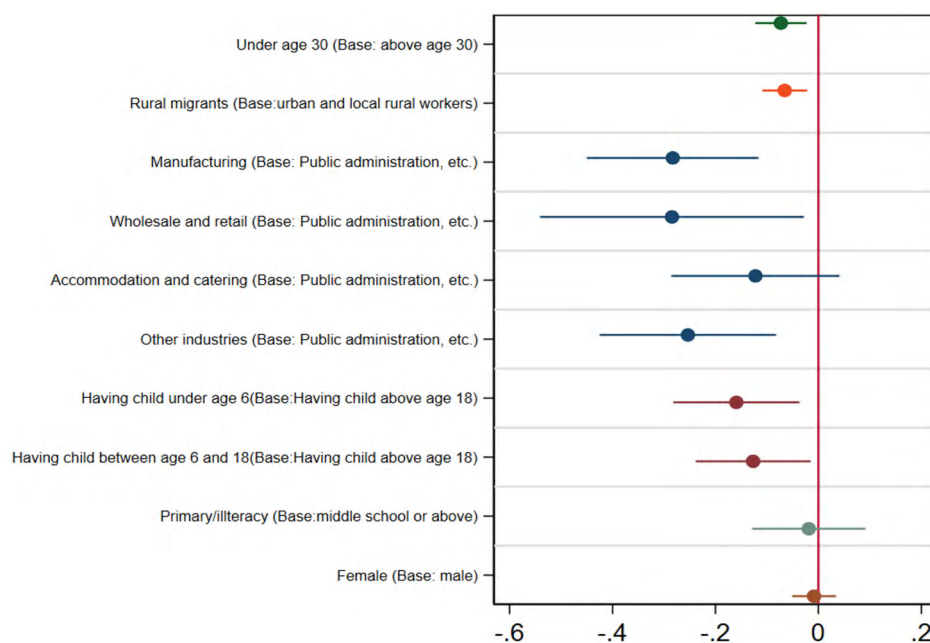 Under age 30 (Base: above age 30)
Rural migrants (Base:urban and local rural workers)
Manufacturing (Base: Public administration, etc.)
Wholesale and retail (Base: Public administration, etc.)
Accommodation and catering (Base: Public administration, etc.)
Other industries (Base: Public administration, etc.)
Having child under age 6(Base:Having child above age 18)
Having child between age 6 and 18(Base:Having child above age 18)
Primary/illteracy (Base:middle school or above)
Female (Base: male)
-.6 -.4 -.2 0 .2